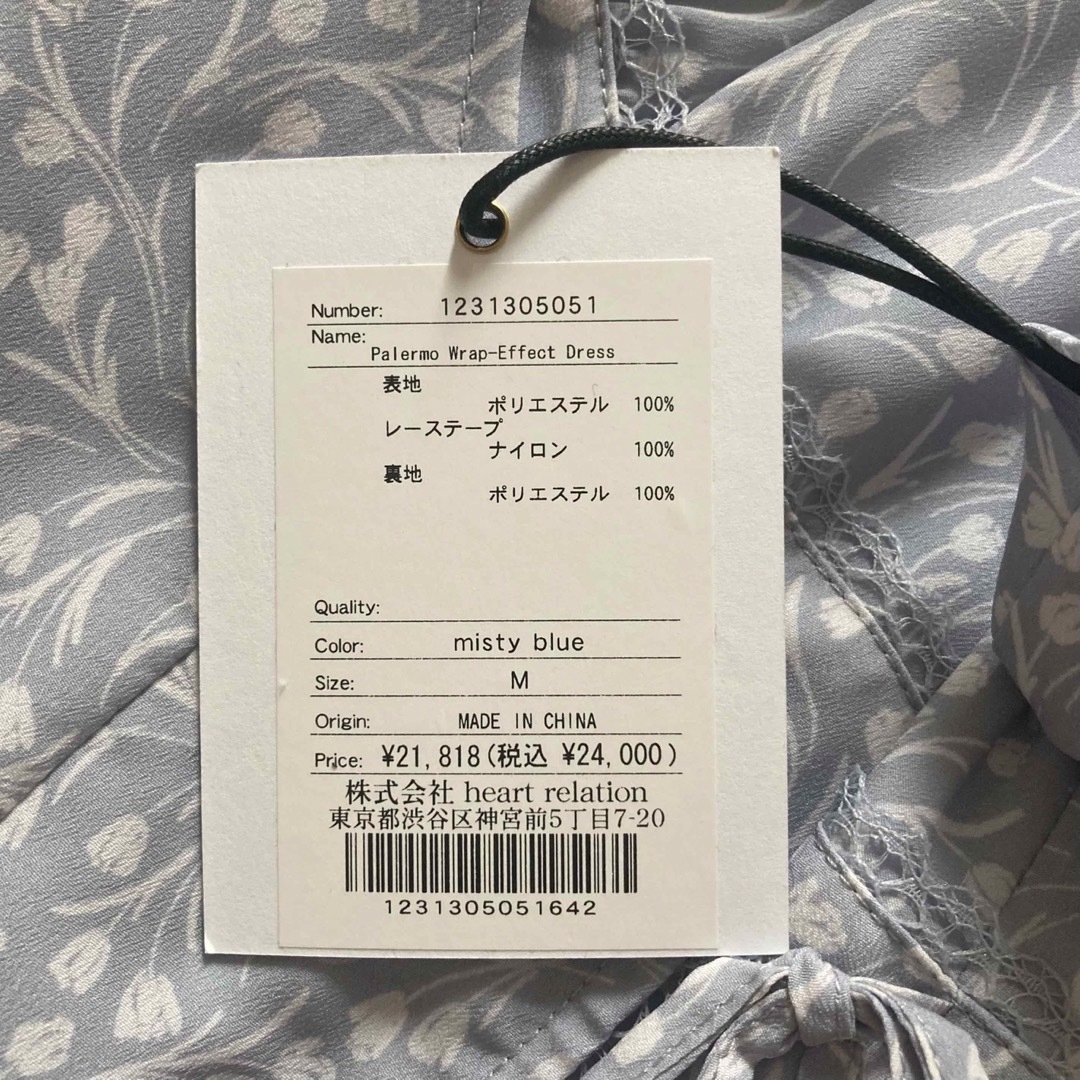 Number: 1231305051
Name:
Palermo Wrap-Effect Dress
表地
ポリエステル 100%
レーステープ
ナイロン 100%
裏地
ポリエステル 100%
Quality:
Color: misty blue
Size: M
Origin: MADE IN CHINA
Price: ¥21,818(税込 ¥24,000)
株式会社 heart relation
東京都渋谷区神宮前5丁目7-20
1231305051642